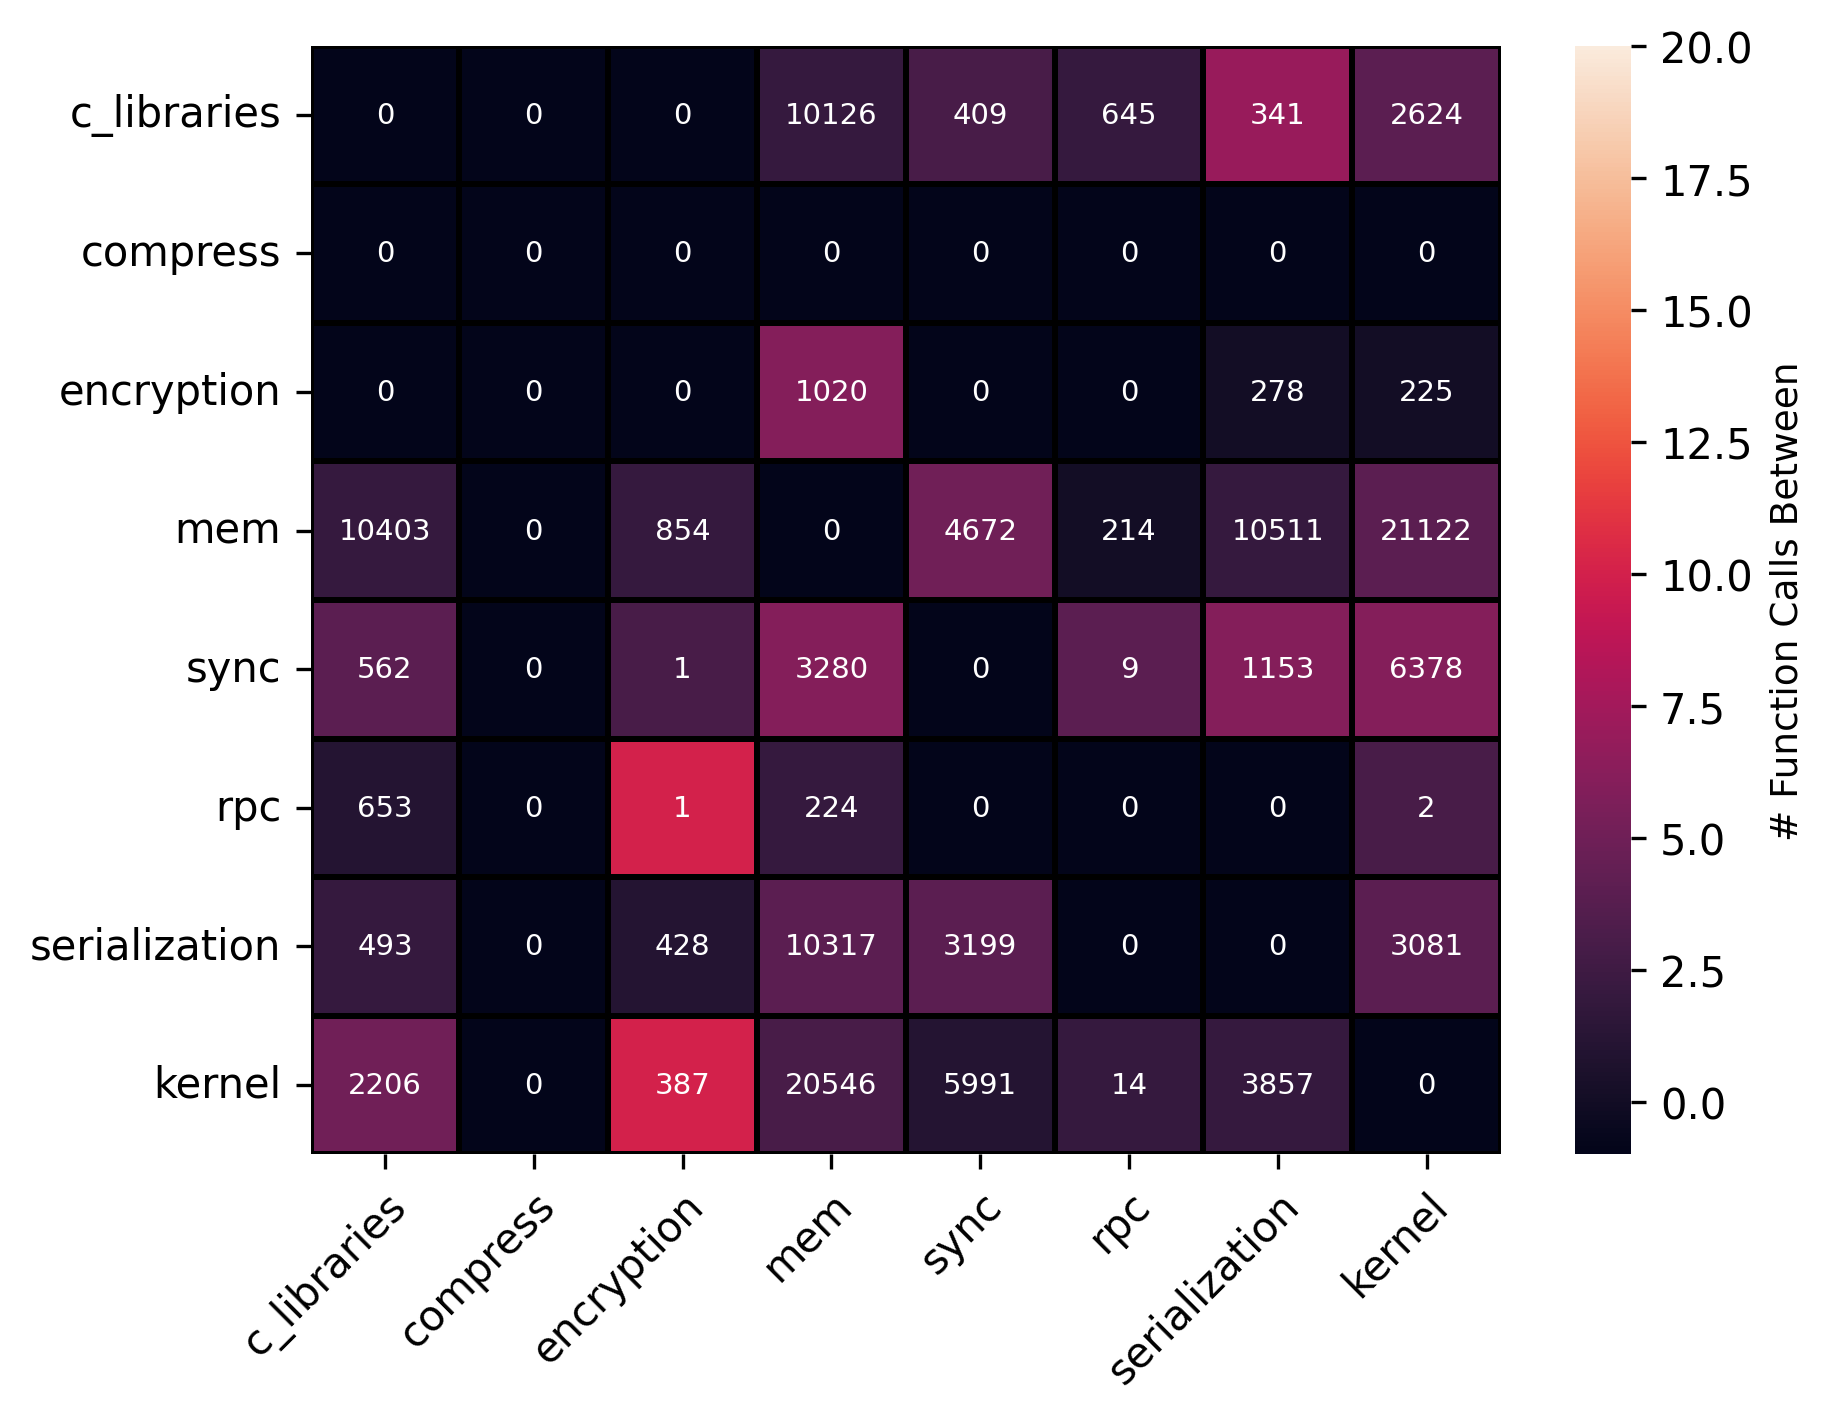 c_libraries 0 0 0 10126 409 645 341 2624
compress 0 0 0 0 0 0 0 0
encryption 0 0 0 1020 0 0 278 225
mem 10403 0 854 0 4672 214 10511 21122
sync 562 0 1 3280 0 9 1153 6378
rpc 653 0 1 224 0 0 0 2
serialization 493 0 428 10317 3199 0 0 3081
kernel 2206 0 387 20546 5991 14 3857 0
c_libraries compress encryption mem sync rpc serialization kernel
20.0
17.5
15.0
12.5
10.0
7.5
5.0
2.5
0.0
# Function Calls Between